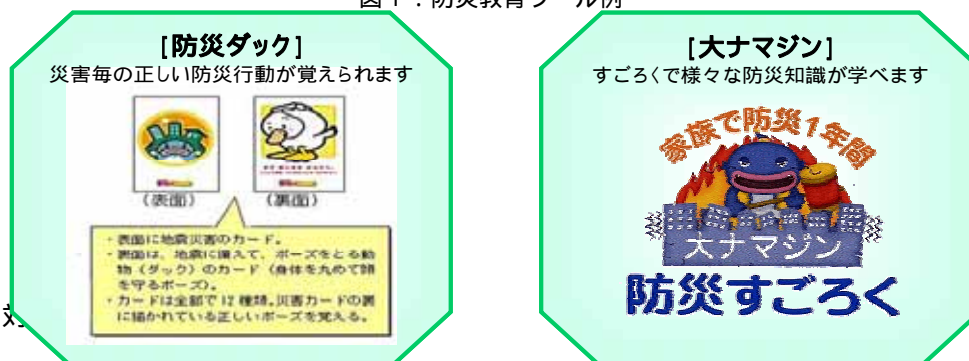 図1：防災教育ツール例
[防災ダック]
災害毎の正しい防災行動が覚えられます
(表面)
(裏面)
・表面に地震災害のカード。
・裏面は、地震に備えて、ポーズをとる動
物（ダック）のカード（身体を丸めて頭
を守るポーズ）。
・カードは全部で12種類。災害カードの裏
に描かれている正しいポーズを覚える。
対
[大ナマジン]
すごろくで様々な防災知識が学べます
家族で防災1年間
大ナマジン
防災すごろく